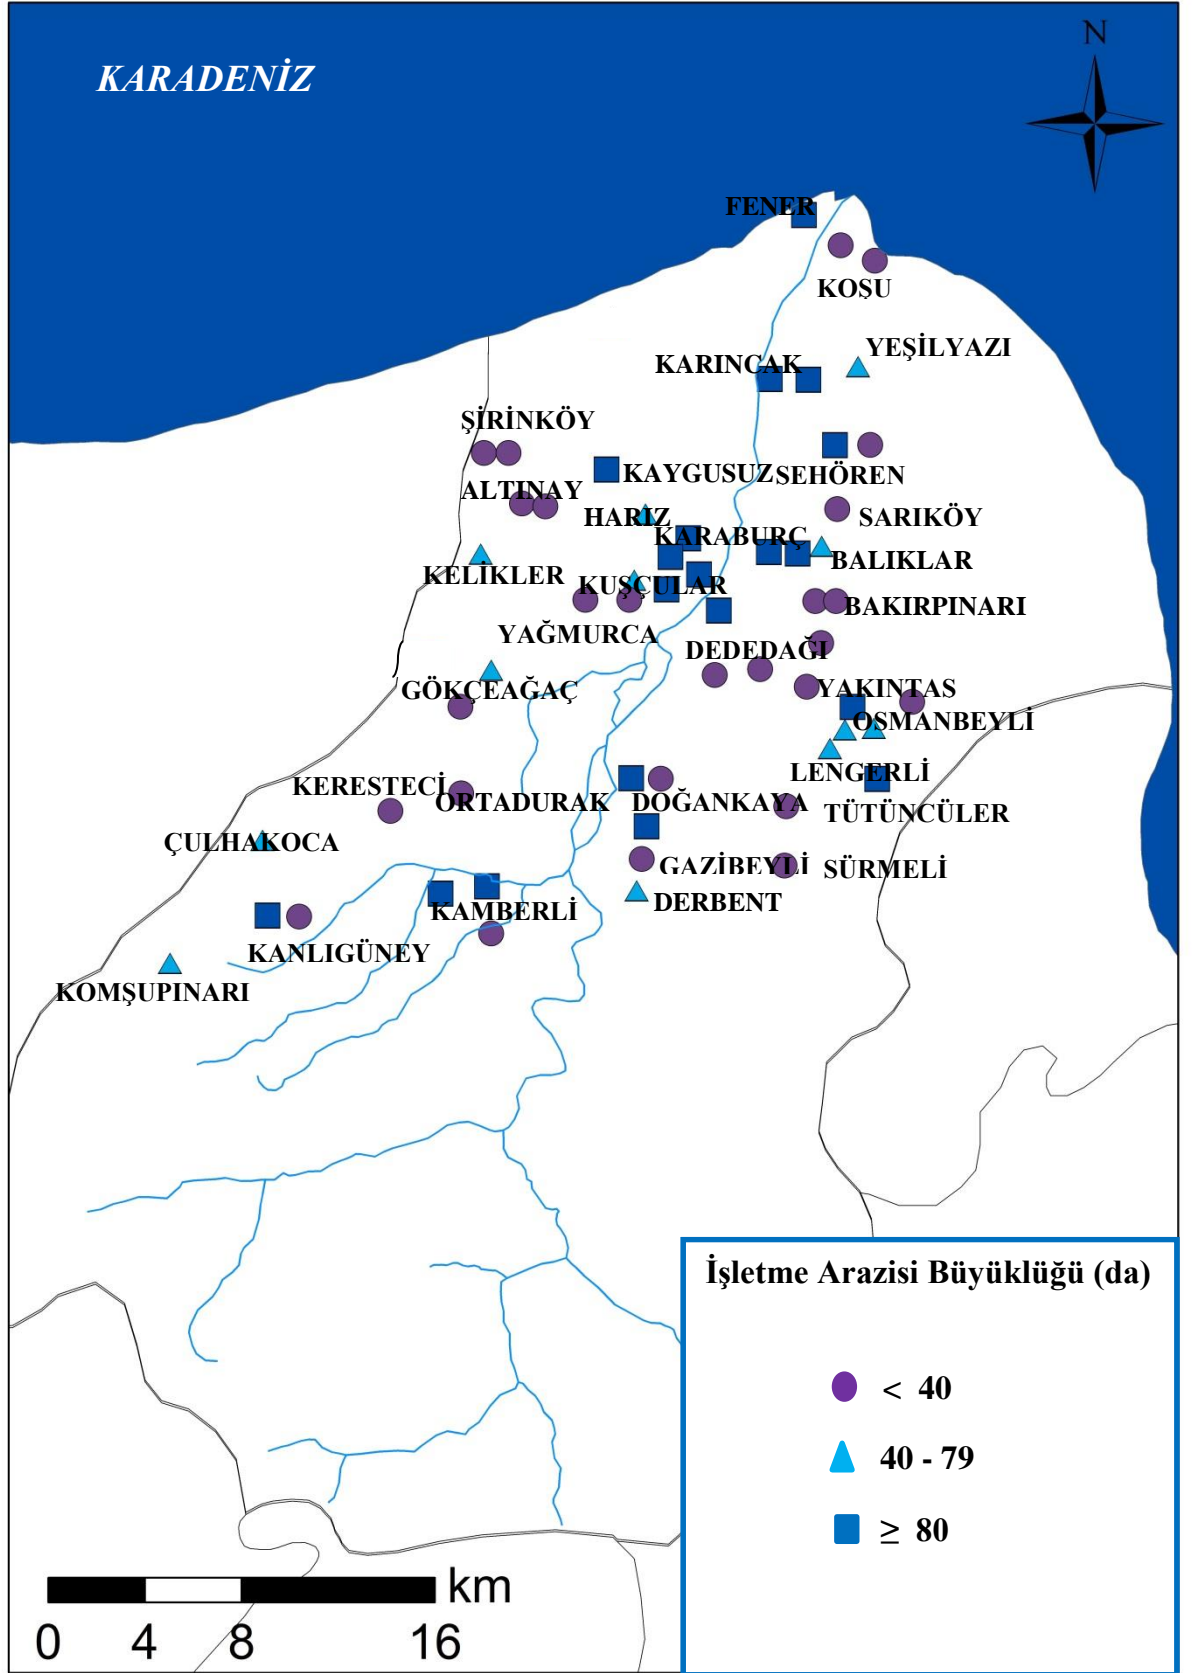 N
KARADENİZ
FENER
KOŞU
YEŞİLYAZI
KARINCAK
ŞİRİNKÖY
KAYGUSUZ
ŞEHÖREN
ALTINAY
HARIZ
SARIKÖY
KARABURÇ
BALIKLAR
KELİKLER
KUŞÇULAR
BAKIRPINARI
YAĞMURCA
DEDEDAĞI
GÖKÇEAĞAÇ
YAKINTAŞ
OSMANBEYLİ
LENGERLİ
KERESTECİ
ORTADURAK
DOĞANKAYA
TÜTÜNCÜLER
ÇULHAKOCA
GAZİBEYLİ
SÜRMELİ
DERBENT
KAMBERLİ
KANLIGÜNEY
KOMŞUPINARI
İşletme Arazisi Büyüklüğü (da)
< 40
40 - 79
≥ 80
km
0 4 8 16